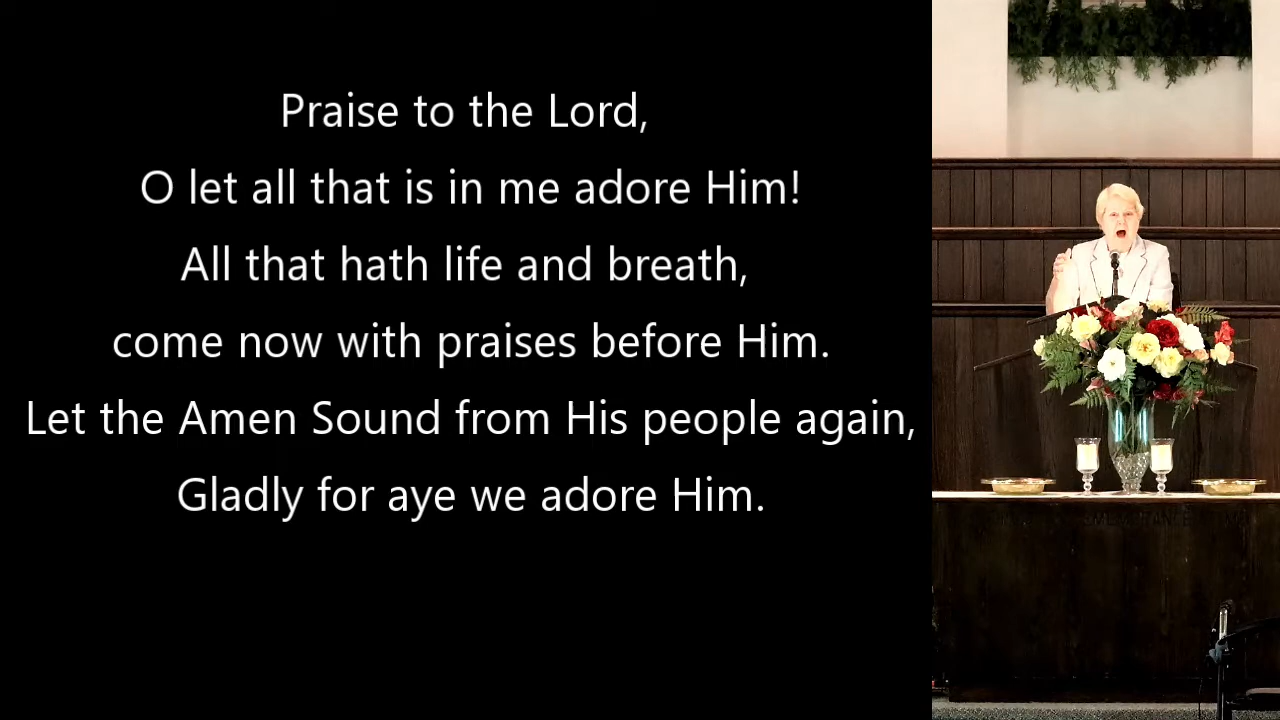 Praise to the Lord,
O let all that is in me adore Him!
All that hath life and breath,
come now with praises before Him.
Let the Amen Sound from His people again,
Gladly for aye we adore Him.